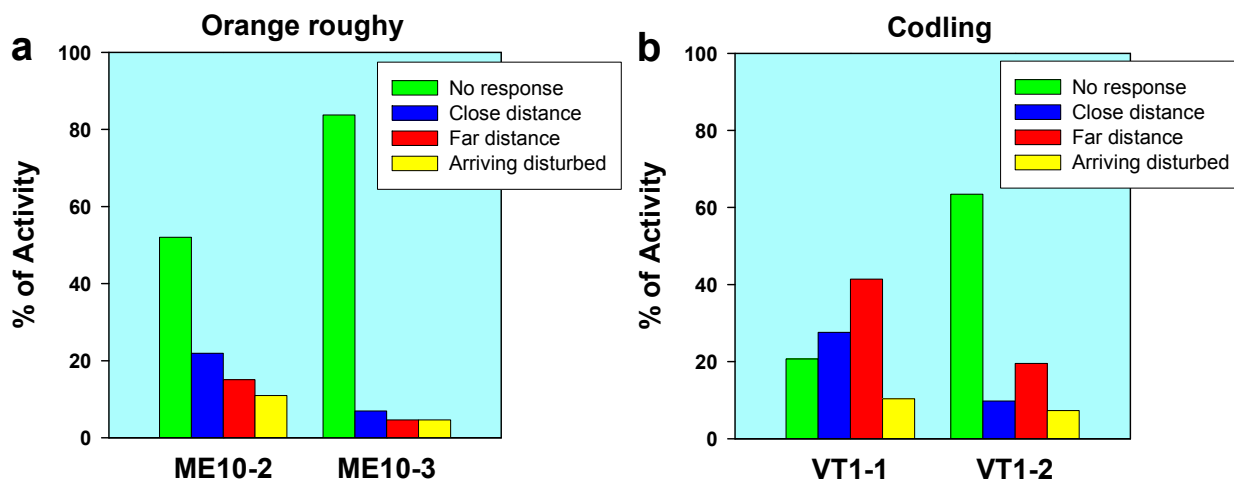 a
Orange roughy
100
80
60
40
20
0
% of Activity
No response
Close distance
Far distance
Arriving disturbed
ME10-2
ME10-3
b
Codling
100
80
60
40
20
0
% of Activity
No response
Close distance
Far distance
Arriving disturbed
VT1-1
VT1-2